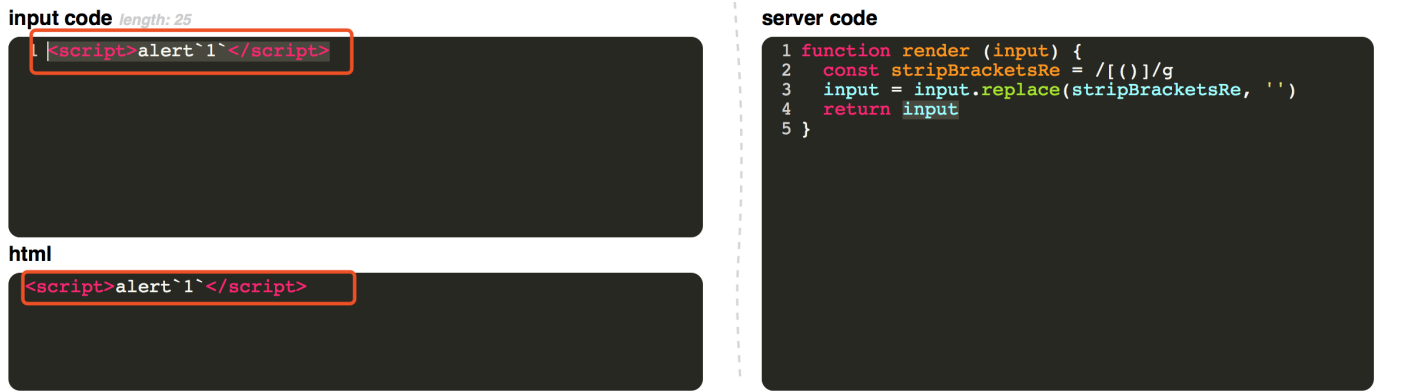 input code length: 25
1 <script>alert`1`</script>
html
<script>alert`1`</script>
server code
1 function render (input) {
2   const stripBracketsRe = /[()]/g
3   input = input.replace(stripBracketsRe, '')
4   return input
5 }